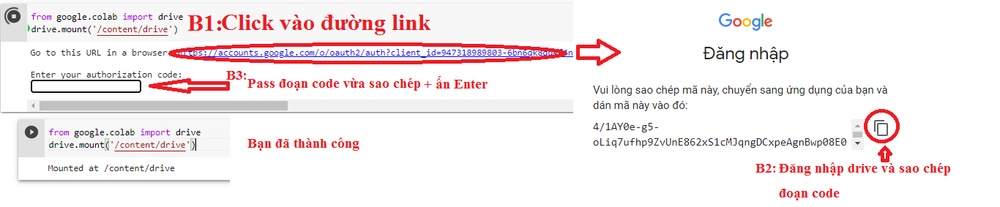 from google.colab import drive
drive.mount('/content/drive')
B1:Click vào đường link
Go to this URL in a browser: https://accounts.google.com/o/oauth2/auth?client_id=947318989803-6bn6qk8qdgf4n
Enter your authorization code:
B3:
Pass đoạn code vừa sao chép + ấn Enter
from google.colab import drive
drive.mount('/content/drive')
Mounted at /content/drive
Bạn đã thành công
Google
Đăng nhập
Vui lòng sao chép mã này, chuyển sang ứng dụng của bạn và
dán mã này vào đó:
4/1AY0e-g5-
oLiq7ufhp9ZvUnE862xS1cMJqngDCxpeAgnBwp08E0
B2: Đăng nhập drive và sao chép
đoạn code